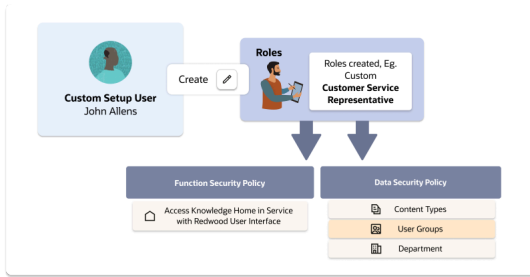 Custom Setup User
John Allens
Create
Roles
Roles created, Eg.
Custom
Customer Service
Representative
Function Security Policy
Access Knowledge Home in Service
with Redwood User Interface
Data Security Policy
Content Types
User Groups
Department